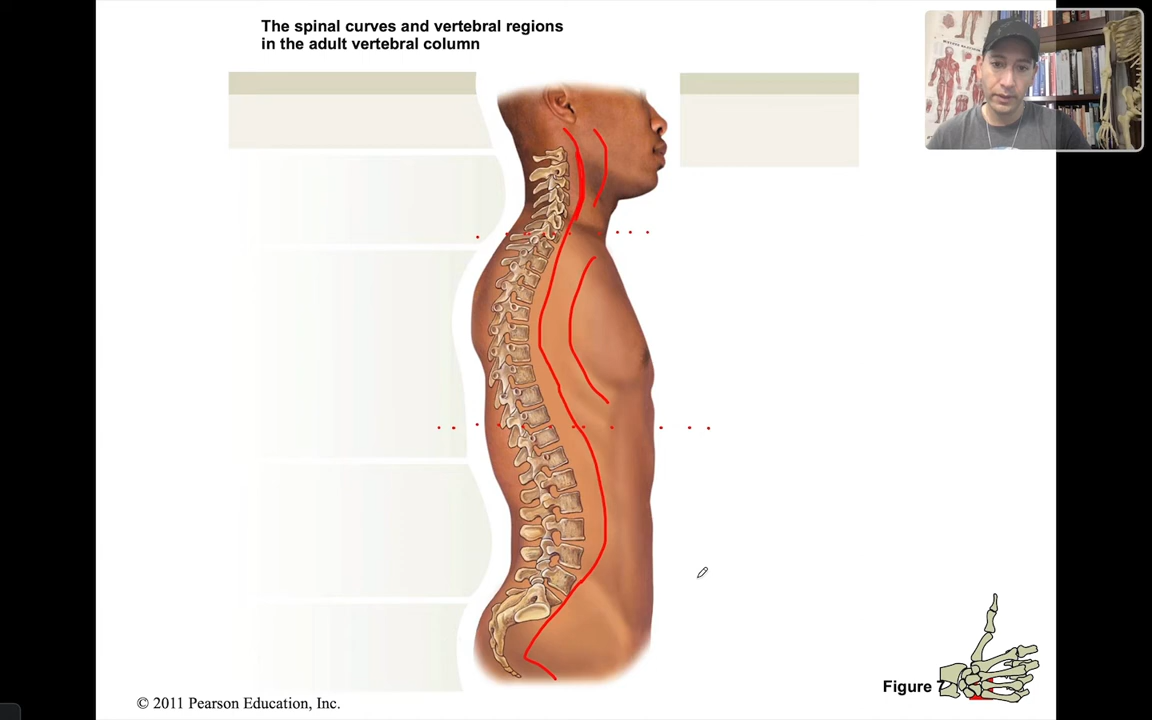 The spinal curves and vertebral regions
in the adult vertebral column
© 2011 Pearson Education, Inc.
Figure 7